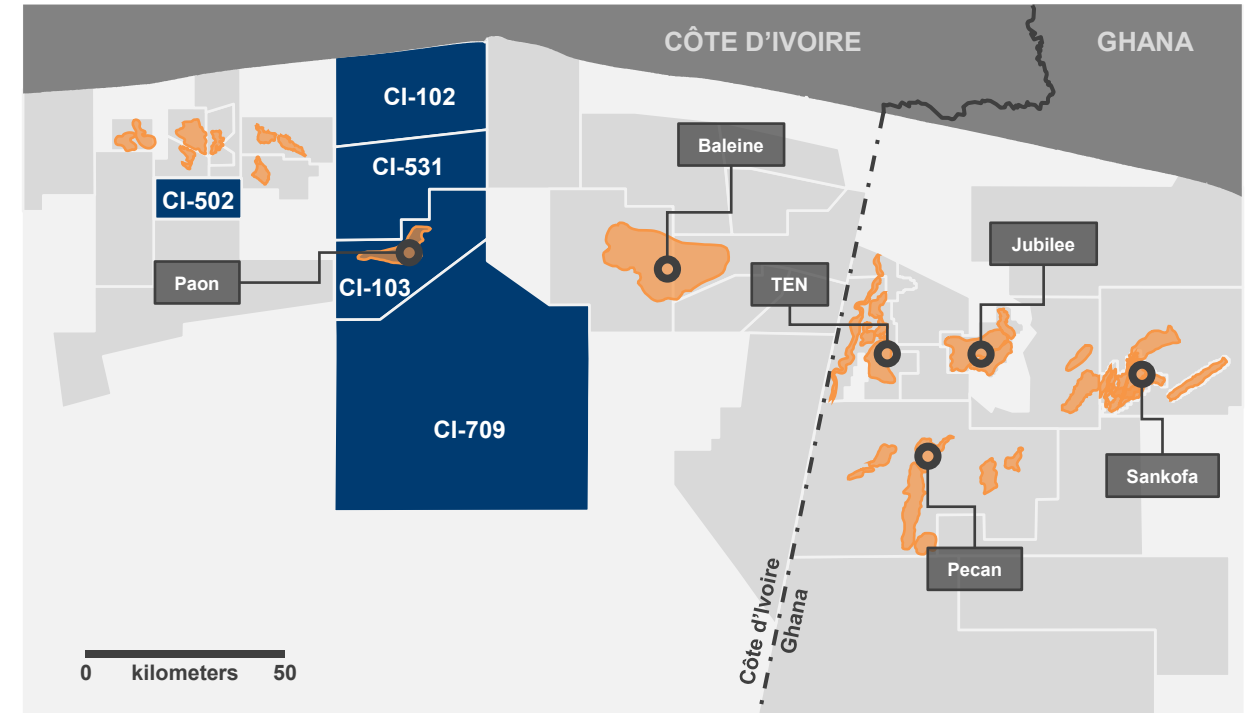 CÔTE D'IVOIRE
GHANA
CI-102
CI-531
CI-502
CI-103
CI-709
Paon
Baleine
TEN
Jubilee
Sankofa
Pecan
Côte d'Ivoire
Ghana
0 kilometers 50